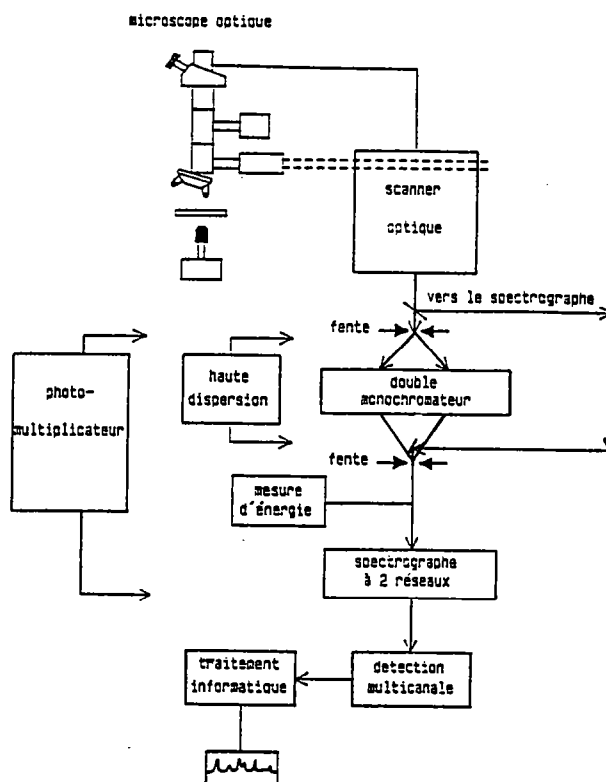 microscope optique
scanner
optique
vers le spectrographe
fente
double
monochromateur
haute
dispersion
photo-
multiplicateur
fente
mesure
d'énergie
spectrographe
à 2 réseaux
traitement
informatique
detection
multicanale